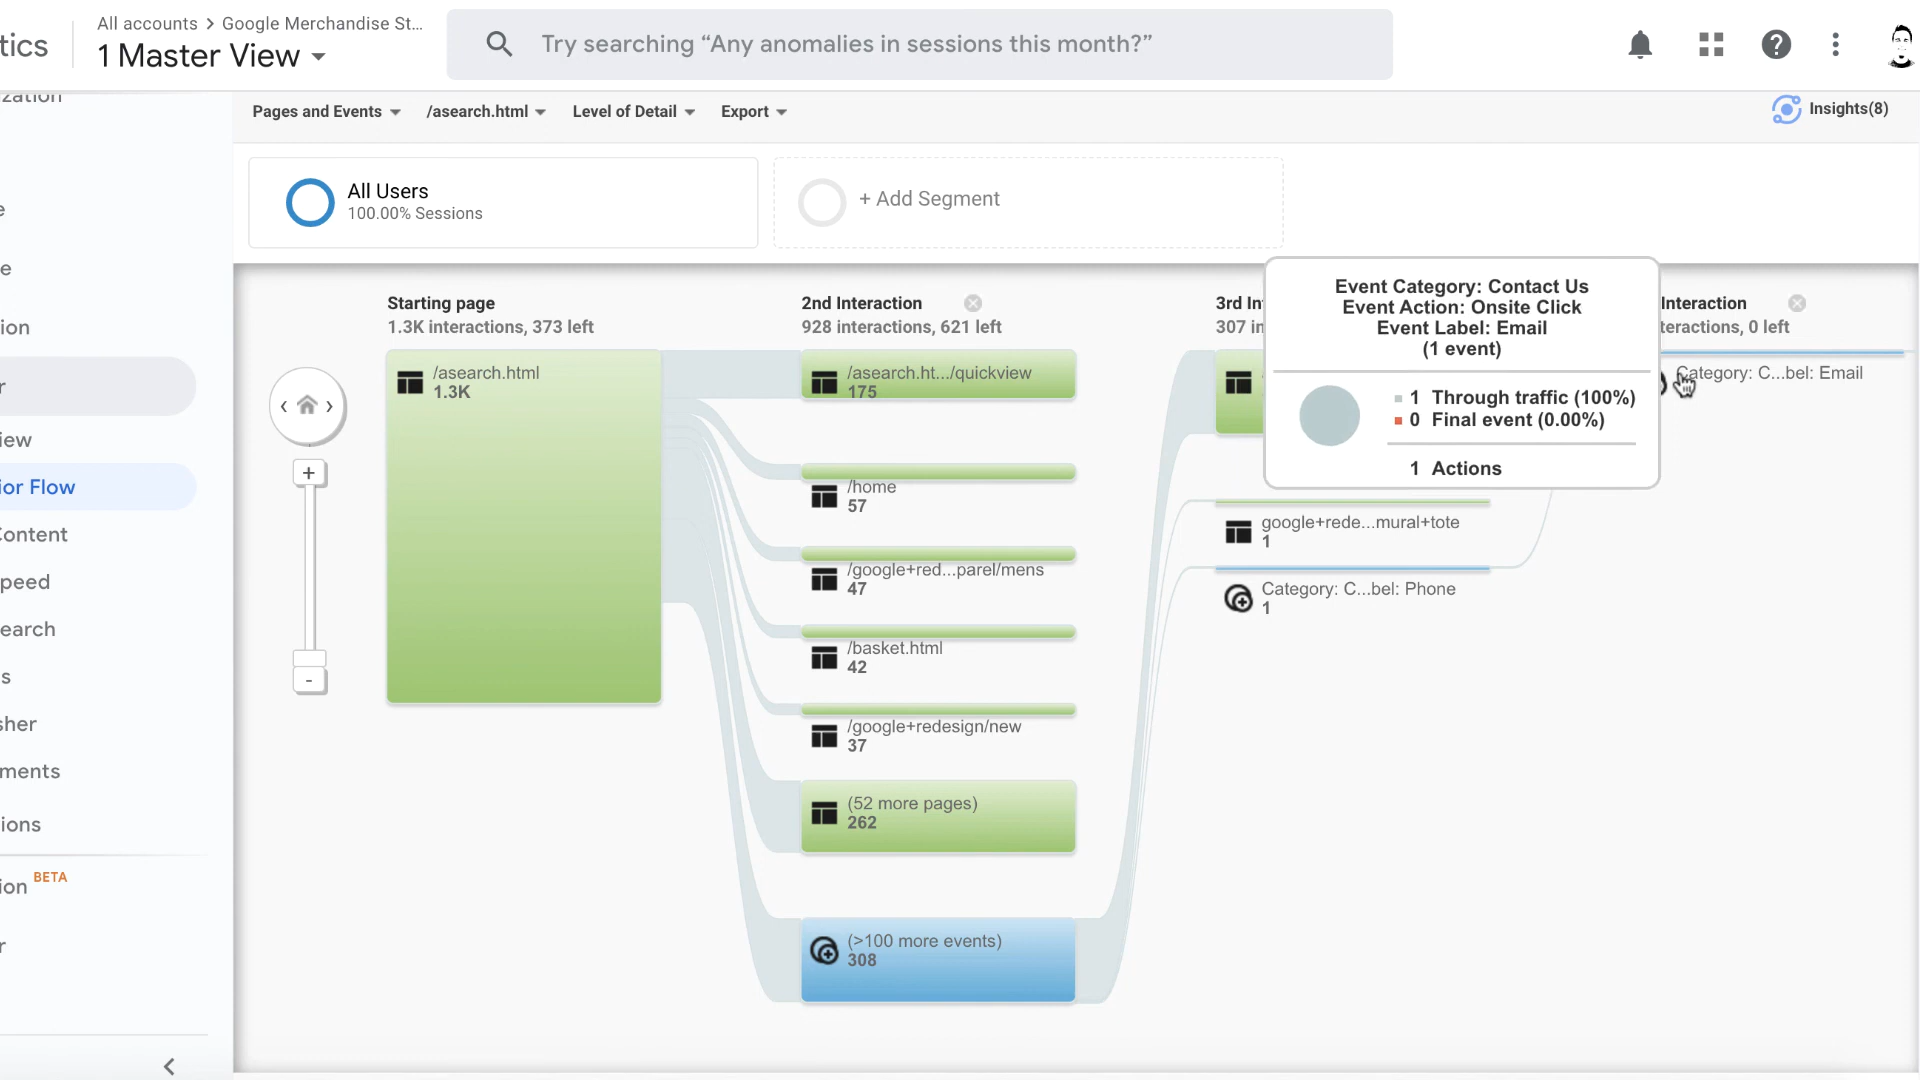 tics
All accounts > Google Merchandise St...
1 Master View
Try searching “Any anomalies in sessions this month?”
zation
e
e
ion
r
iew
ior Flow
Content
peed
earch
s
sher
ments
ions
ion BETA
r
Pages and Events
/asearch.html
Level of Detail
Export
Insights(8)
All Users
100.00% Sessions
+ Add Segment
Starting page
1.3K interactions, 373 left
/asearch.html
1.3K
+
-
2nd Interaction
928 interactions, 621 left
/asearch.ht.../quickview
175
/home
57
/google+red...parel/mens
47
/basket.html
42
/google+redesign/new
37
(52 more pages)
262
(>100 more events)
308
3rd In
307 in
google+rede...mural+tote
1
Category: C...bel: Phone
1
Event Category: Contact Us
Event Action: Onsite Click
Event Label: Email
(1 event)
1 Through traffic (100%)
0 Final event (0.00%)
1 Actions
Interaction
teractions, 0 left
Category: C...bel: Email